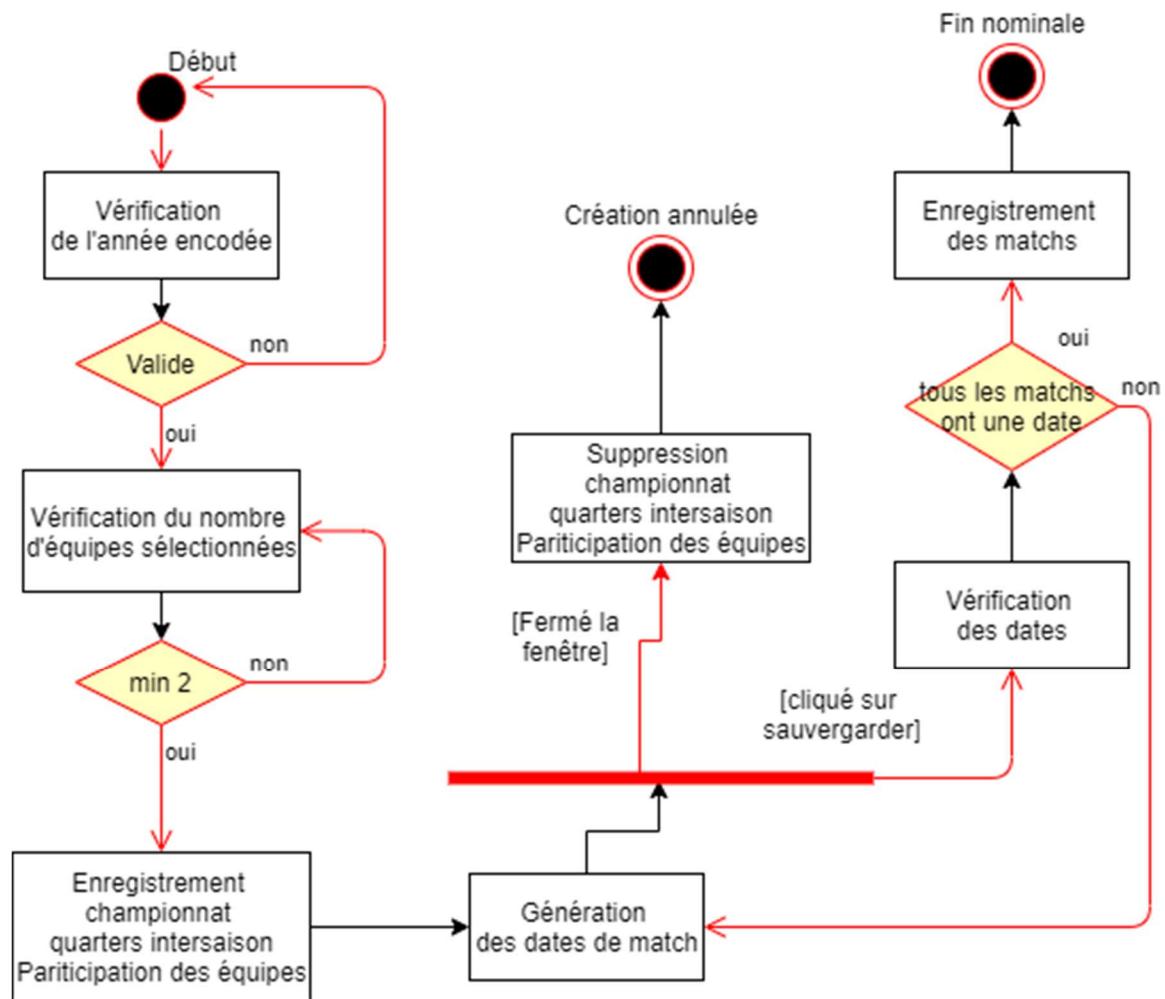 Début
Vérification
de l'année encodée
Valide
non
oui
Vérification du nombre
d'équipes sélectionnées
min 2
non
oui
Enregistrement
championnat
quarters intersaison
Pariticipation des équipes
Génération
des dates de match
[Fermé la
fenêtre]
Suppression
championnat
quarters intersaison
Pariticipation des équipes
Création annulée
[cliqué sur
sauvergarder]
Vérification
des dates
tous les matchs
ont une date
non
oui
Enregistrement
des matchs
Fin nominale